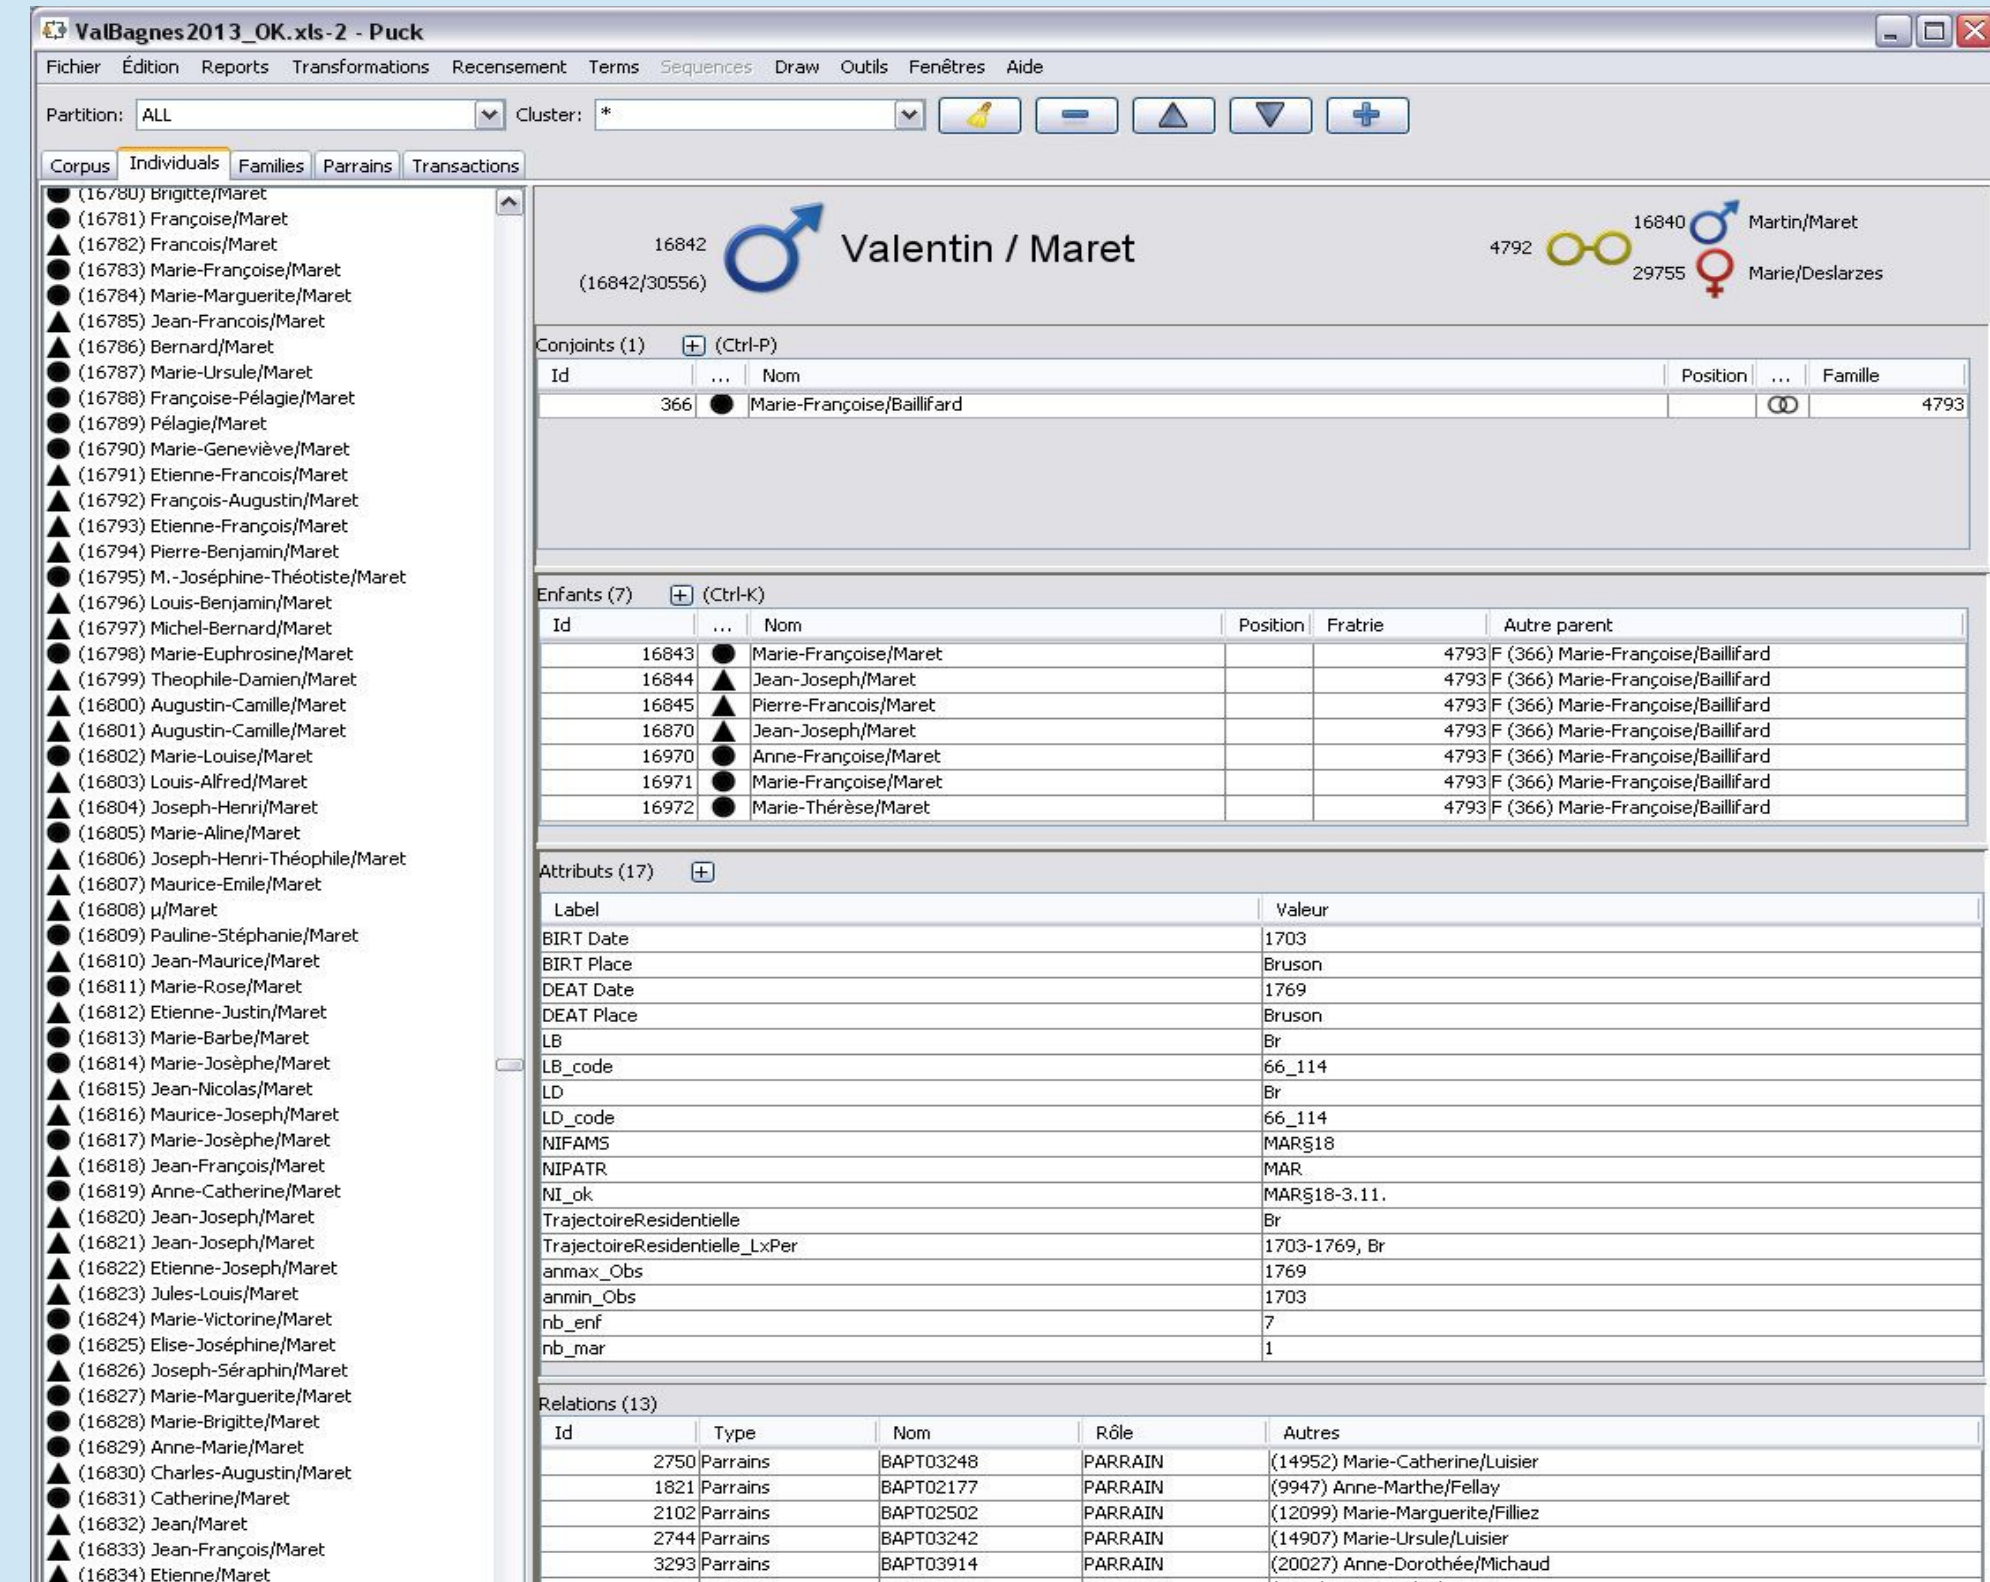 ValBagnes2013_OK.xls-2 - Puck
Fichier Édition Reports Transformations Recensement Terms Sequences Draw Outils Fenêtres Aide
Partition: ALL Cluster: *
Corpus Individuals Families Parrains Transactions
(16780) Brigitte/Maret
(16781) Françoise/Maret
(16782) Francois/Maret
(16783) Marie-Françoise/Maret
(16784) Marie-Marguerite/Maret
(16785) Jean-Francois/Maret
(16786) Bernard/Maret
(16787) Marie-Ursule/Maret
(16788) Françoise-Pélagie/Maret
(16789) Pélagie/Maret
(16790) Marie-Geneviève/Maret
(16791) Etienne-Francois/Maret
(16792) François-Augustin/Maret
(16793) Etienne-François/Maret
(16794) Pierre-Benjamin/Maret
(16795) M.-Joséphine-Théotiste/Maret
(16796) Louis-Benjamin/Maret
(16797) Michel-Bernard/Maret
(16798) Marie-Euphrosine/Maret
(16799) Theophile-Damien/Maret
(16800) Augustin-Camille/Maret
(16801) Augustin-Camille/Maret
(16802) Marie-Louise/Maret
(16803) Louis-Alfred/Maret
(16804) Joseph-Henri/Maret
(16805) Marie-Aline/Maret
(16806) Joseph-Henri-Théophile/Maret
(16807) Maurice-Emile/Maret
(16808) µ/Maret
(16809) Pauline-Stéphanie/Maret
(16810) Jean-Maurice/Maret
(16811) Marie-Rose/Maret
(16812) Etienne-Justin/Maret
(16813) Marie-Barbe/Maret
(16814) Marie-Josèphe/Maret
(16815) Jean-Nicolas/Maret
(16816) Maurice-Joseph/Maret
(16817) Marie-Josèphe/Maret
(16818) Jean-François/Maret
(16819) Anne-Catherine/Maret
(16820) Jean-Joseph/Maret
(16821) Jean-Joseph/Maret
(16822) Etienne-Joseph/Maret
(16823) Jules-Louis/Maret
(16824) Marie-Victorine/Maret
(16825) Elise-Joséphine/Maret
(16826) Joseph-Séraphin/Maret
(16827) Marie-Marguerite/Maret
(16828) Marie-Brigitte/Maret
(16829) Anne-Marie/Maret
(16830) Charles-Augustin/Maret
(16831) Catherine/Maret
(16832) Jean/Maret
(16833) Jean-François/Maret
(16834) Etienne/Maret
16842
(16842/30556)
Valentin / Maret
4792
16840 Martin/Maret
29755 Marie/Deslarzes
Conjoints (1) (Ctrl-P)
Id ... Nom Position ... Famille
366 Marie-Françoise/Baillifard 4793
Enfants (7) (Ctrl-K)
Id ... Nom Position Fratrie Autre parent
16843 Marie-Françoise/Maret 4793 F (366) Marie-Françoise/Baillifard
16844 Jean-Joseph/Maret 4793 F (366) Marie-Françoise/Baillifard
16845 Pierre-Francois/Maret 4793 F (366) Marie-Françoise/Baillifard
16870 Jean-Joseph/Maret 4793 F (366) Marie-Françoise/Baillifard
16970 Anne-Françoise/Maret 4793 F (366) Marie-Françoise/Baillifard
16971 Marie-Françoise/Maret 4793 F (366) Marie-Françoise/Baillifard
16972 Marie-Thérèse/Maret 4793 F (366) Marie-Françoise/Baillifard
Attributs (17)
Label Valeur
BIRT Date 1703
BIRT Place Bruson
DEAT Date 1769
DEAT Place Bruson
LB Br
LB_code 66_114
LD Br
LD_code 66_114
NIFAMS MAR§18
NIPATR MAR
NI_ok MAR§18-3.11.
TrajectoireResidentielle Br
TrajectoireResidentielle_LxPer 1703-1769, Br
anmax_Obs 1769
anmin_Obs 1703
nb_enf 7
nb_mar 1
Relations (13)
Id Type Nom Rôle Autres
2750 Parrains BAPT03248 PARRAIN (14952) Marie-Catherine/Luisier
1821 Parrains BAPT02177 PARRAIN (9947) Anne-Marthe/Fellay
2102 Parrains BAPT02502 PARRAIN (12099) Marie-Marguerite/Filliez
2744 Parrains BAPT03242 PARRAIN (14907) Marie-Ursule/Luisier
3293 Parrains BAPT03914 PARRAIN (20027) Anne-Dorothée/Michaud